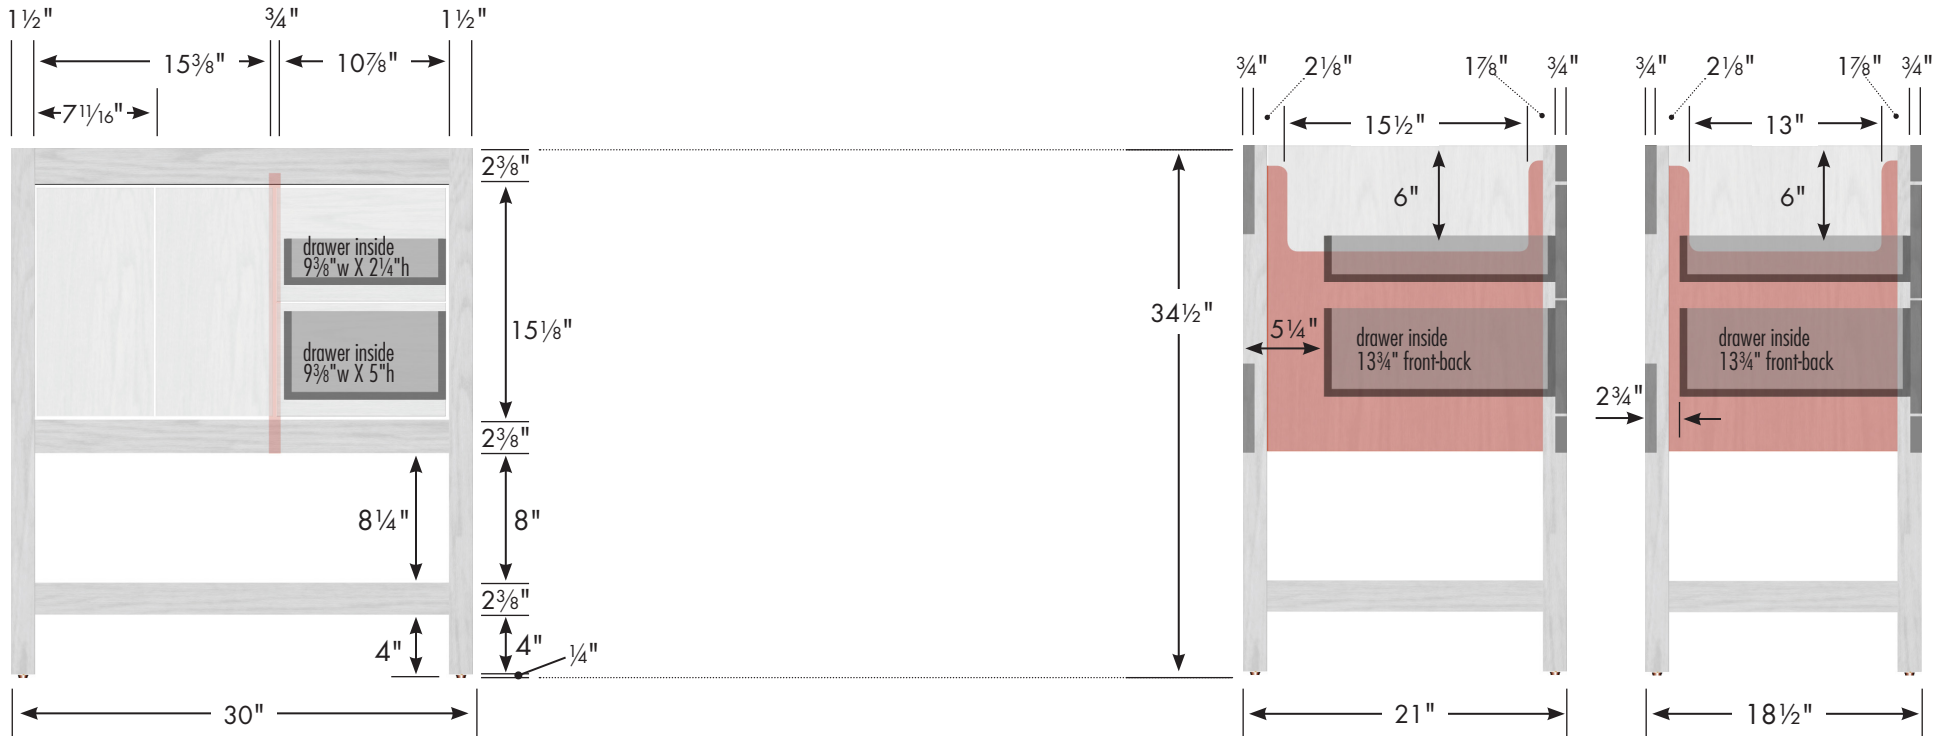 1½" ¾" 1½"
15⅜" 10⅞"
7 11/16"
2⅜"
drawer inside
9⅜"w X 2¼"h
15⅛"
drawer inside
9⅜"w X 5"h
2⅜"
8¼" 8"
2⅜"
4" 4" ¼"
30"
34½"
¾" 2⅛" 1⅞" ¾"
15½"
6"
5¼"
drawer inside
13¾" front-back
21"
¾" 2⅛" 1⅞" ¾"
13"
6"
drawer inside
13¾" front-back
2¾"
18½"